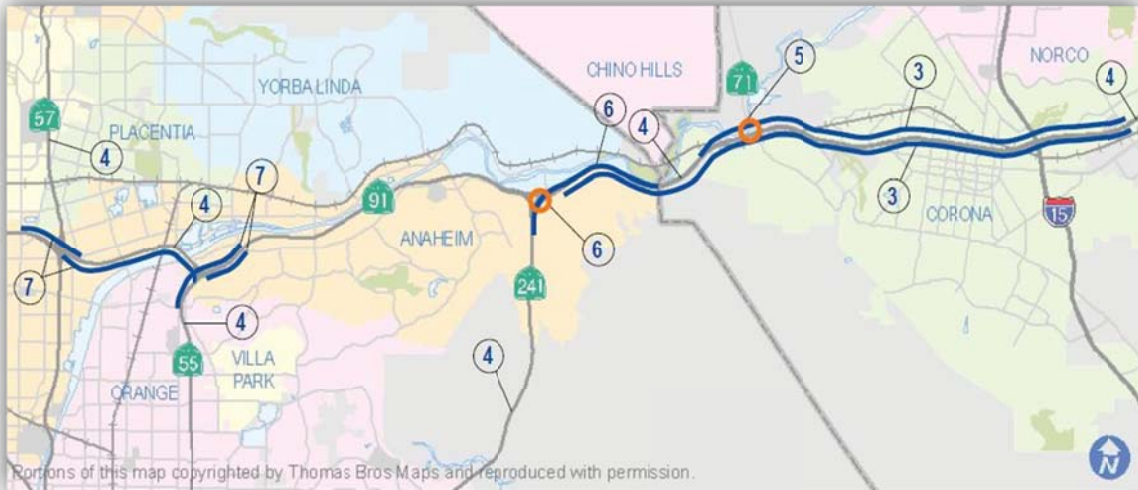 NORCO
CHINO HILLS
5
3
4
71
6
YORBA LINDA
57
PLACENTIA
4
4
7
4
91
3
CORONA
15
6
ANAHEIM
7
241
4
4
55
VILLA
PARK
ORANGE
Portions of this map copyrighted by Thomas Bros Maps and reproduced with permission.
N